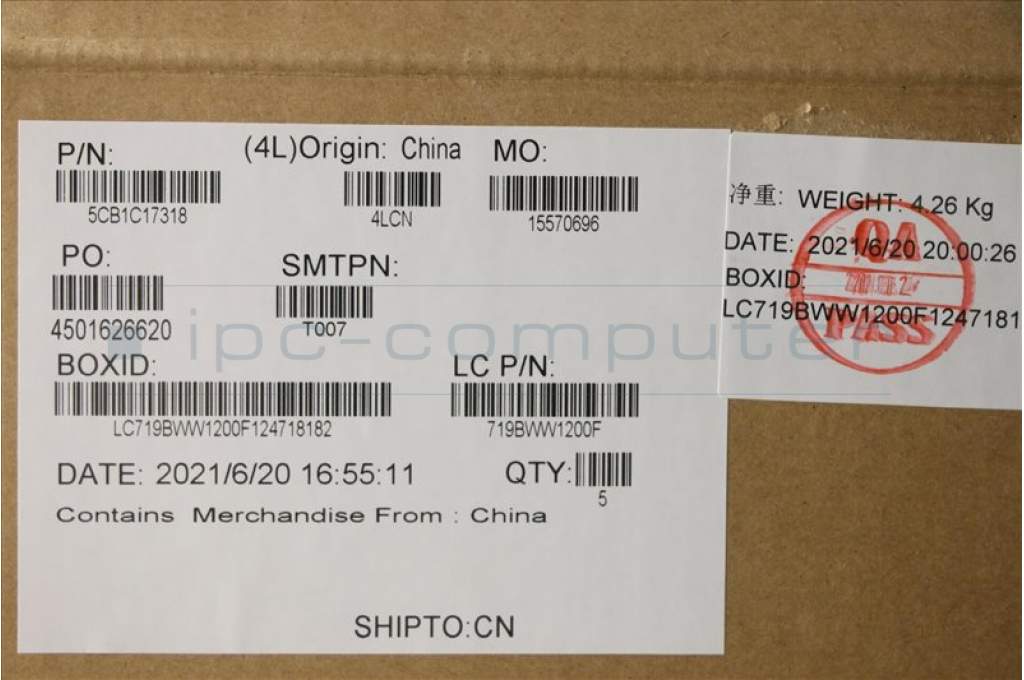 P/N:
(4L)Origin: China
MO:
5CB1C17318
4LCN
15570696
PO:
SMTPN:
4501626620
T007
BOXID:
LC P/N:
LC719BWW1200F124718182
719BWW1200F
DATE: 2021/6/20 16:55:11
QTY:
5
Contains Merchandise From : China
SHIPTO:CN
净重: WEIGHT: 4.26 Kg
DATE: 2021/6/20 20:00:26
BOXID:
LC719BWW1200F1247181
QA
PASS
ipc-computer